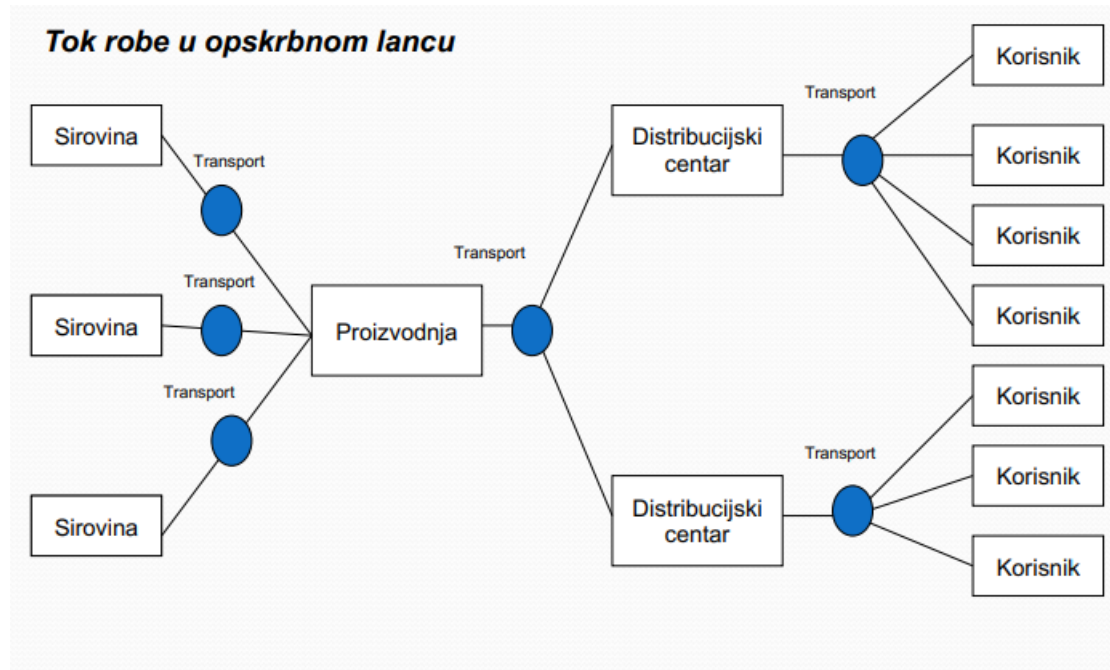 Tok robe u opskrbnom lancu
Sirovina
Transport
Sirovina
Transport
Sirovina
Transport
Proizvodnja
Transport
Distribucijski
centar
Transport
Korisnik
Korisnik
Korisnik
Korisnik
Distribucijski
centar
Transport
Korisnik
Korisnik
Korisnik